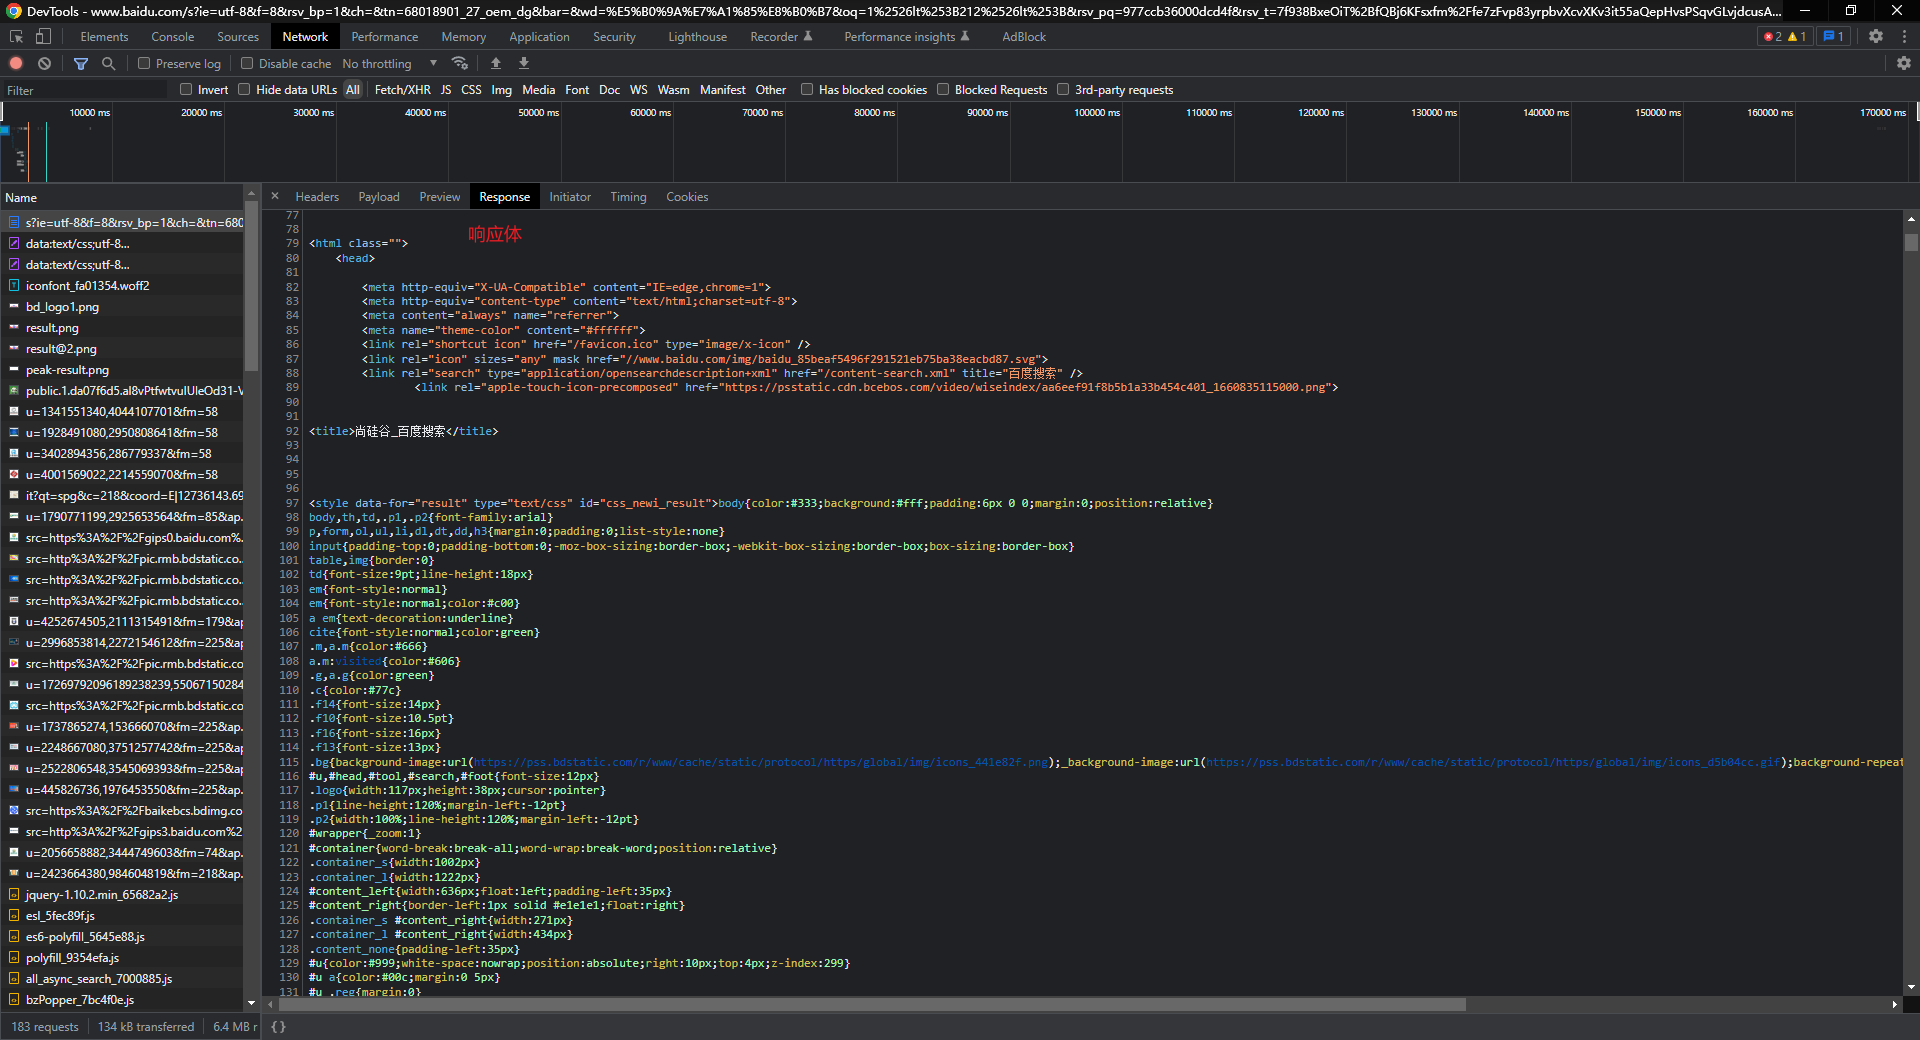 DevTools - www.baidu.com/s?ie=utf-8&f=8&rsv_bp=1&ch=&tn=68018901_27_oem_dg&bar=&wd=%E5%B0%9A%E7%A1%85%E8%B0%B7&oq=1%2526lt%253B212%2526lt%253B&rsv_pq=977ccb36000dcd4f&rsv_t=7f938BxeOiT%2BfQBj6KFsxfm%2Ffe7zFvp83yrpbvXcvXKv3it55aQepHvsPSqvGLvjdcusA...
Elements Console Sources Network Performance Memory Application Security Lighthouse Recorder Performance insights AdBlock 2 1 1
Preserve log Disable cache No throttling
Filter Invert Hide data URLs All Fetch/XHR JS CSS Img Media Font Doc WS Wasm Manifest Other Has blocked cookies Blocked Requests 3rd-party requests
10000 ms 20000 ms 30000 ms 40000 ms 50000 ms 60000 ms 70000 ms 80000 ms 90000 ms 100000 ms 110000 ms 120000 ms 130000 ms 140000 ms 150000 ms 160000 ms 170000 ms
Name
s?ie=utf-8&f=8&rsv_bp=1&ch=&tn=680
data:text/css;utf-8...
data:text/css;utf-8...
iconfont_fa01354.woff2
bd_logo1.png
result.png
result@2.png
peak-result.png
public.1.da07f6d5.al8vPtfwtvulUleOd31-V
u=1341551340,4044107701&fm=58
u=1928491080,2950808641&fm=58
u=3402894356,286779337&fm=58
u=4001569022,2214559070&fm=58
it?qt=spg&c=218&coord=E|12736143.69
u=1790771199,2925653564&fm=85&ap.
src=https%3A%2F%2Fgips0.baidu.com%.
src=http%3A%2F%2Fpic.rmb.bdstatic.co..
src=http%3A%2F%2Fpic.rmb.bdstatic.co..
src=http%3A%2F%2Fpic.rmb.bdstatic.co..
u=4252674505,2111315491&fm=179&ap
u=2996853814,2272154612&fm=225&ap
src=https%3A%2F%2Fpic.rmb.bdstatic.co
u=17269792096189238239,55067150284
src=https%3A%2F%2Fpic.rmb.bdstatic.co
u=1737865274,153666070&fm=225&ap.
u=2248667080,3751257742&fm=225&ap
u=2522806548,3545069393&fm=225&ap
u=445826736,1976453550&fm=225&ap.
src=https%3A%2F%2Fbaikebcs.bdimg.co
src=http%3A%2F%2Fgips3.baidu.com%2
u=2056658882,3444749603&fm=74&ap.
u=2423664380,984604819&fm=218&ap.
jquery-1.10.2.min_65682a2.js
esl_5fec89f.js
es6-polyfill_5645e88.js
polyfill_9354efa.js
all_async_search_7000885.js
bzPopper_7bc4f0e.js
183 requests 134 kB transferred 6.4 MB r
Headers Payload Preview Response Initiator Timing Cookies
77
78
响应体
79 <html class="">
80 <head>
81
82 <meta http-equiv="X-UA-Compatible" content="IE=edge,chrome=1">
83 <meta http-equiv="content-type" content="text/html;charset=utf-8">
84 <meta content="always" name="referrer">
85 <meta name="theme-color" content="#ffffff">
86 <link rel="shortcut icon" href="/favicon.ico" type="image/x-icon" />
87 <link rel="icon" sizes="any" mask href="//www.baidu.com/img/baidu_85beaf5496f291521eb75ba38eacbd87.svg">
88 <link rel="search" type="application/opensearchdescription+xml" href="/content-search.xml" title="百度搜索" />
89 <link rel="apple-touch-icon-precomposed" href="https://psstatic.cdn.bcebos.com/video/wiseindex/aa6eef91f8b5b1a33b454c401_1660835115000.png">
90
91
92 <title>尚硅谷_百度搜索</title>
93
94
95
96
97 <style data-for="result" type="text/css" id="css_newi_result">body{color:#333;background:#fff;padding:6px 0 0;margin:0;position:relative}
98 body,th,td,.p1,.p2{font-family:arial}
99 p,form,ol,ul,li,dl,dt,dd,h3{margin:0;padding:0;list-style:none}
100 input{padding-top:0;padding-bottom:0;-moz-box-sizing:border-box;-webkit-box-sizing:border-box;box-sizing:border-box}
101 table,img{border:0}
102 td{font-size:9pt;line-height:18px}
103 em{font-style:normal}
104 em{font-style:normal;color:#c00}
105 a em{text-decoration:underline}
106 cite{font-style:normal;color:green}
107 .m,a.m{color:#666}
108 a.m:visited{color:#606}
109 .g,a.g{color:green}
110 .c{color:#77c}
111 .f14{font-size:14px}
112 .f10{font-size:10.5pt}
113 .f16{font-size:16px}
114 .f13{font-size:13px}
115 .bg{background-image:url(https://pss.bdstatic.com/r/www/cache/static/protocol/https/global/img/icons_441e82f.png);_background-image:url(https://pss.bdstatic.com/r/www/cache/static/protocol/https/global/img/icons_d5b04cc.gif);background-repeat
116 #u,#head,#tool,#search,#foot{font-size:12px}
117 .logo{width:117px;height:38px;cursor:pointer}
118 .p1{line-height:120%;margin-left:-12pt}
119 .p2{width:100%;line-height:120%;margin-left:-12pt}
120 #wrapper{_zoom:1}
121 #container{word-break:break-all;word-wrap:break-word;position:relative}
122 .container_s{width:1002px}
123 .container_l{width:1222px}
124 #content_left{width:636px;float:left;padding-left:35px}
125 #content_right{border-left:1px solid #e1e1e1;float:right}
126 .container_s #content_right{width:271px}
127 .container_l #content_right{width:434px}
128 .content_none{padding-left:35px}
129 #u{color:#999;white-space:nowrap;position:absolute;right:10px;top:4px;z-index:299}
130 #u a{color:#00c;margin:0 5px}
131 #u .reg{margin:0}
{}